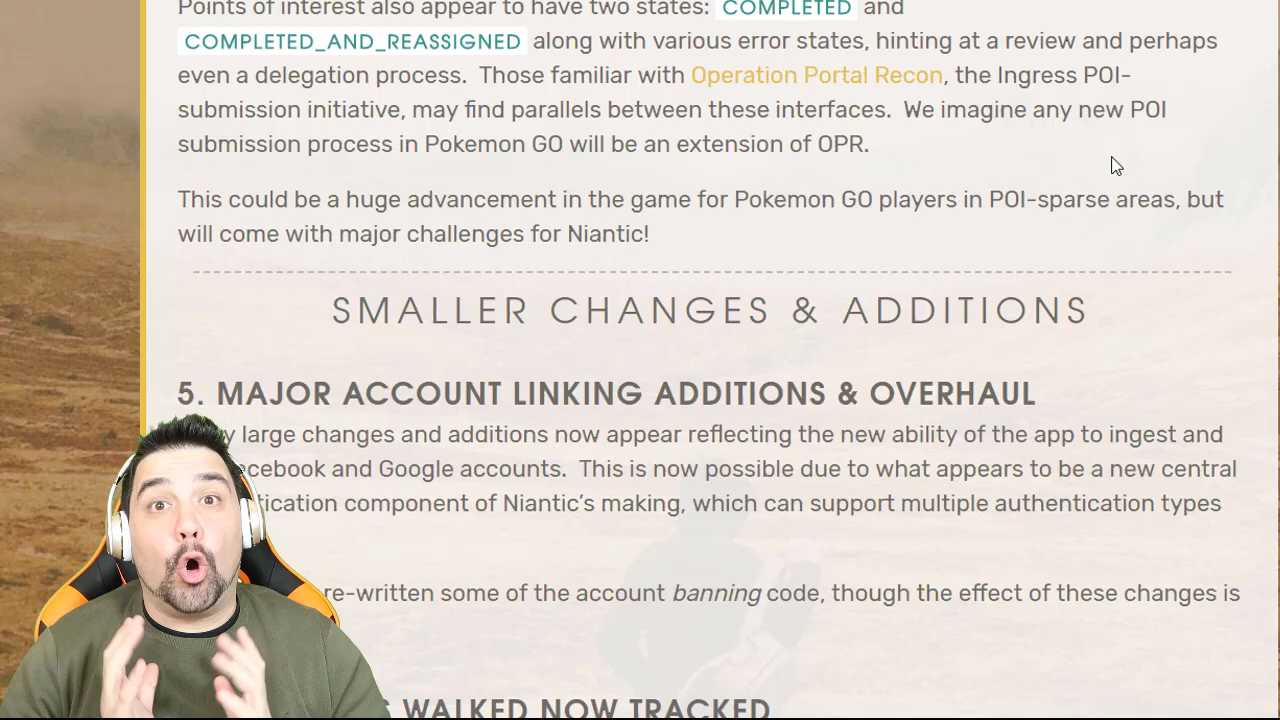 Points of interest also appear to have two states: COMPLETED and
COMPLETED_AND_REASSIGNED along with various error states, hinting at a review and perhaps
even a delegation process. Those familiar with Operation Portal Recon, the Ingress POI-
submission initiative, may find parallels between these interfaces. We imagine any new POI
submission process in Pokemon GO will be an extension of OPR.
This could be a huge advancement in the game for Pokemon GO players in POI-sparse areas, but
will come with major challenges for Niantic!
SMALLER CHANGES & ADDITIONS
5. MAJOR ACCOUNT LINKING ADDITIONS & OVERHAUL
large changes and additions now appear reflecting the new ability of the app to ingest and
and Google accounts. This is now possible due to what appears to be a new central
component of Niantic’s making, which can support multiple authentication types
re-written some of the account banning code, though the effect of these changes is
WALKED NOW TRACKED